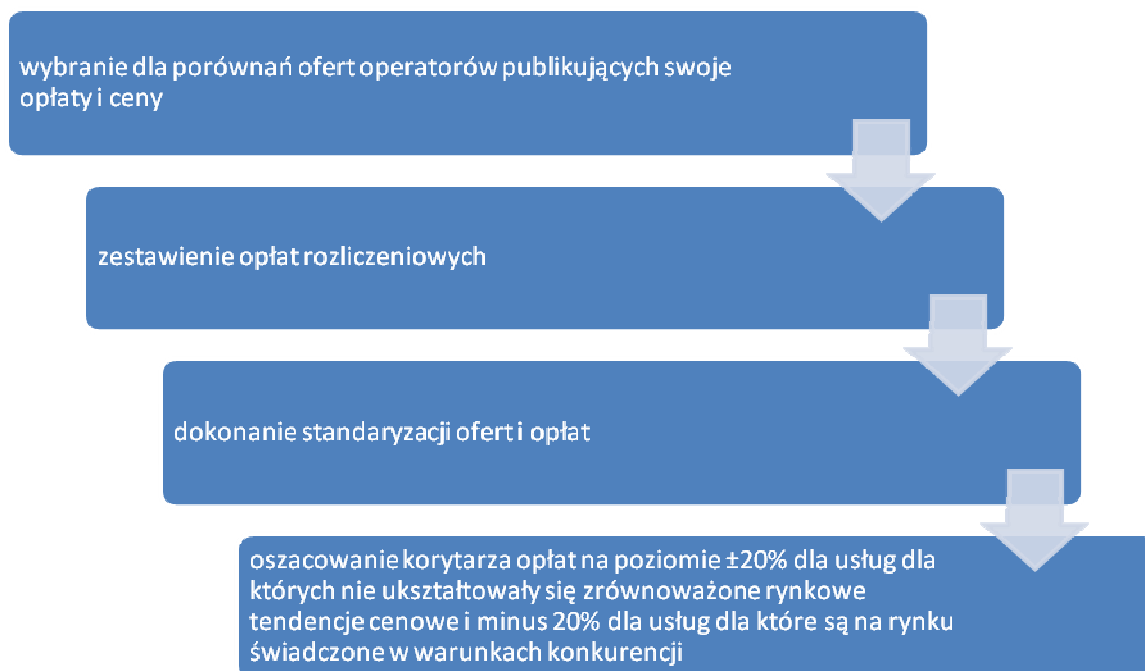 wybranie dla porównań ofert operatorów publikujących swoje
opłaty i ceny
zestawienie opłat rozliczeniowych
dokonanie standaryzacji ofert i opłat
oszacowanie korytarza opłat na poziomie ±20% dla usług dla
których nie ukształtowały się zrównoważone rynkowe
tendencje cenowe i minus 20% dla usług dla które są na rynku
świadczone w warunkach konkurencji